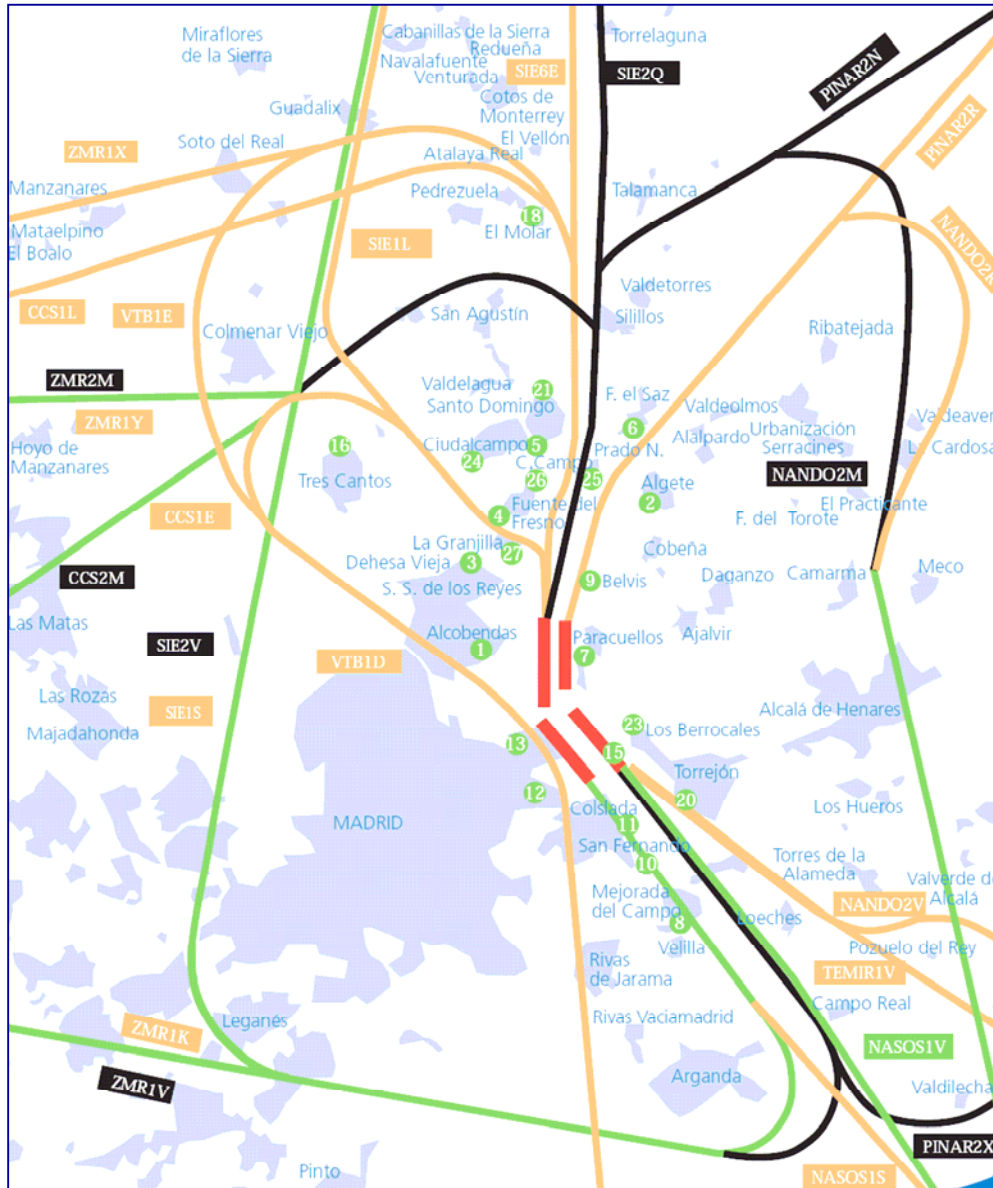 Miraflores
de la Sierra
Cabanillas de la Sierra
Redueña
Navalafuente
Venturada
SIE6E
Torrelaguna
SIE2Q
PINAR2N
Guadalix
Cotos de
Monterrey
El Vellón
PINAR2R
ZMR1X
Soto del Real
Atalaya Real
Manzanares
Pedrezuela
Talamanca
18
El Molar
Mataelpino
El Boalo
SIE1L
NANDO2R
CCS1L
VTB1E
Valdetorres
San Agustín
Silillos
Colmenar Viejo
Ribatejada
ZMR2M
Valdelagua
21
F. el Saz
Santo Domingo
Valdeolmos
ZMR1Y
6
Urbanización
Valdeaver
Hoyo de
Manzanares
16
Ciudalcampo
5
Prado N.
Alalpardo
Serracines
La Cardosa
24
C.Campo
Tres Cantos
26
25
Algete
NANDO2M
2
El Practicante
CCS1E
4
Fuente del
Fresno
F. del Torote
La Granjilla
27
Cobeña
Dehesa Vieja
3
CCS2M
S. S. de los Reyes
9
Belvis
Daganzo
Camarma
Meco
Las Matas
Alcobendas
1
Paracuellos
Ajalvir
SIE2V
7
VTB1D
Las Rozas
SIE1S
Alcalá de Henares
Majadahonda
23
Los Berrocales
13
15
Torrejón
12
20
Colslada
Los Hueros
MADRID
11
San Fernando
10
Torres de la
Alameda
Mejorada
del Campo
Valverde de
Alcalá
NANDO2V
8
Loeches
Velilla
Pozuelo del Rey
Rivas
de Jarama
TEMIR1V
Campo Real
Rivas Vaciamadrid
Leganés
ZMR1K
NASOS1V
Arganda
ZMR1V
Valdilecha
PINAR2X
Pinto
NASOS1S